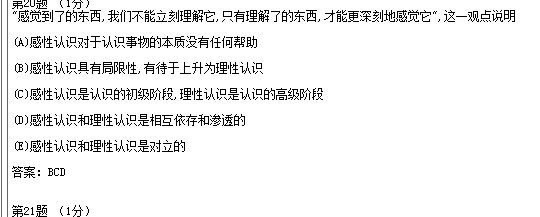 第20题 (1分)
"感觉到了的东西,我们不能立刻理解它,只有理解了的东西,才能更深刻地感觉它",这一观点说明
(A)感性认识对于认识事物的本质没有任何帮助
(B)感性认识具有局限性,有待于上升为理性认识
(C)感性认识是认识的初级阶段,理性认识是认识的高级阶段
(D)感性认识和理性认识是相互依存和渗透的
(E)感性认识和理性认识是对立的
答案: BCD
第21题 (1分)